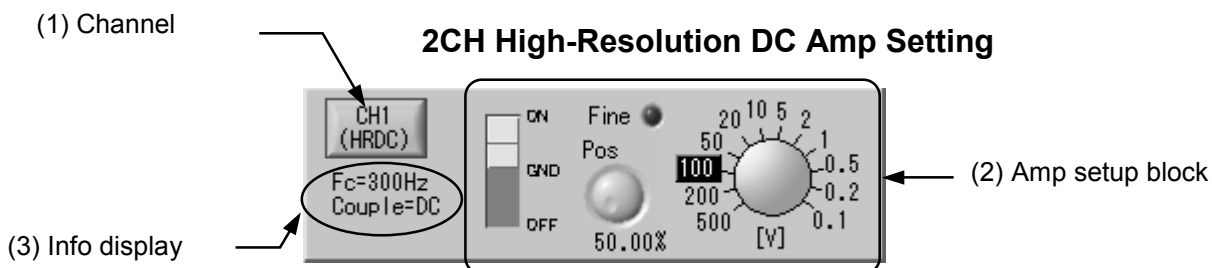 (1) Channel
2CH High-Resolution DC Amp Setting
CH1
(HRDC)
Fc=300Hz
Couple=DC
ON
GND
OFF
Fine
Pos
50.00%
500
200
100
50
20
10
5
2
1
0.5
0.2
0.1
[V]
(2) Amp setup block
(3) Info display